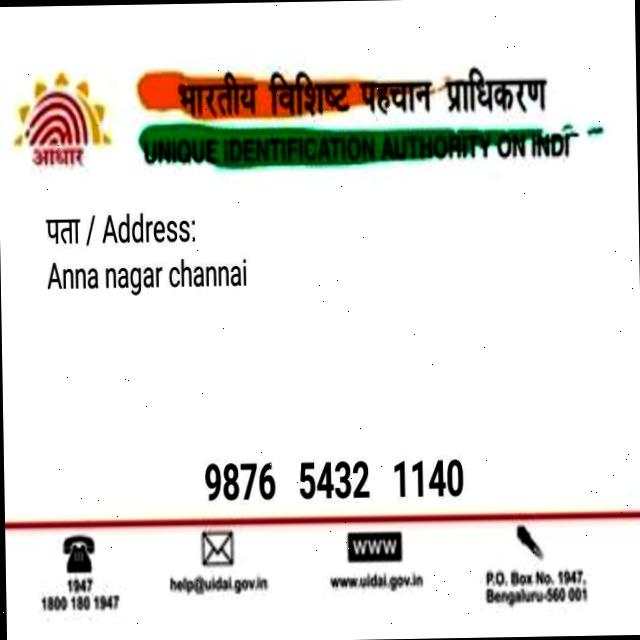 भारतीय विशिष्ट पहचान प्राधिकरण
UNIQUE IDENTIFICATION AUTHORITY ON INDI
आधार
पता / Address:
Anna nagar channai
9876 5432 1140
1947
1800 180 1947
help@uidai.gov.in
WWW
www.uidai.gov.in
P.O. Box No. 1947,
Bengaluru-560 001